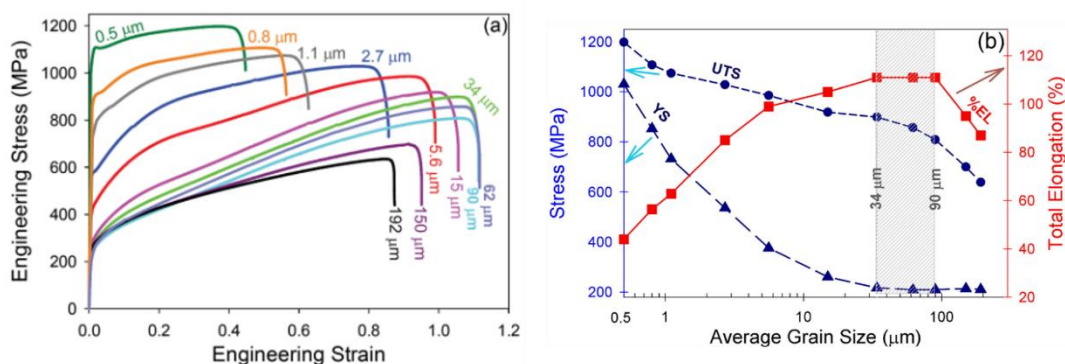 (a)
Engineering Stress (MPa)
1200
1000
800
600
400
200
0
0.0
0.2
0.4
0.6
0.8
1.0
1.2
Engineering Strain
0.5 μm
0.8 μm
1.1 μm
2.7 μm
34 μm
5.6 μm
15 μm
90 μm
62 μm
150 μm
192 μm
(b)
Stress (MPa)
1200
1000
800
600
400
200
0.5
1
10
100
Average Grain Size (μm)
Total Elongation (%)
120
100
80
60
40
20
UTS
YS
%EL
34 μm
90 μm